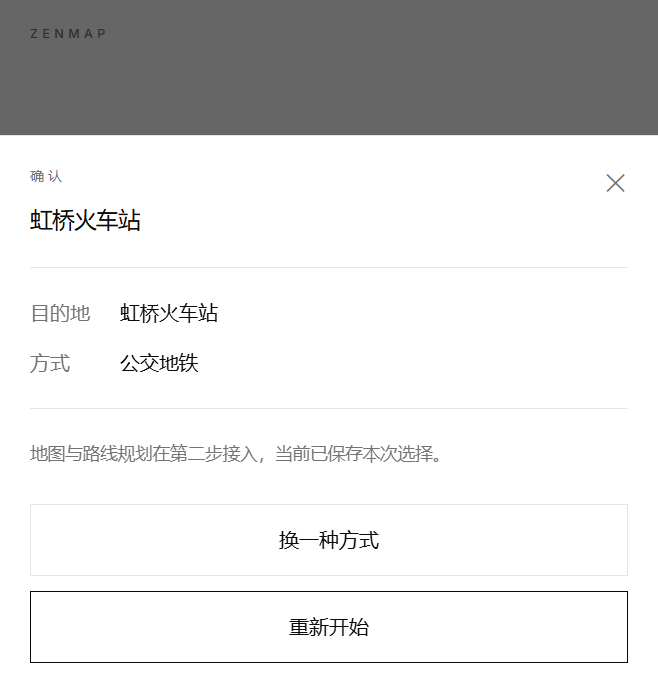 ZENMAP
确认
虹桥火车站
目的地 虹桥火车站
方式 公交地铁
地图与路线规划在第二步接入，当前已保存本次选择。
换一种方式
重新开始